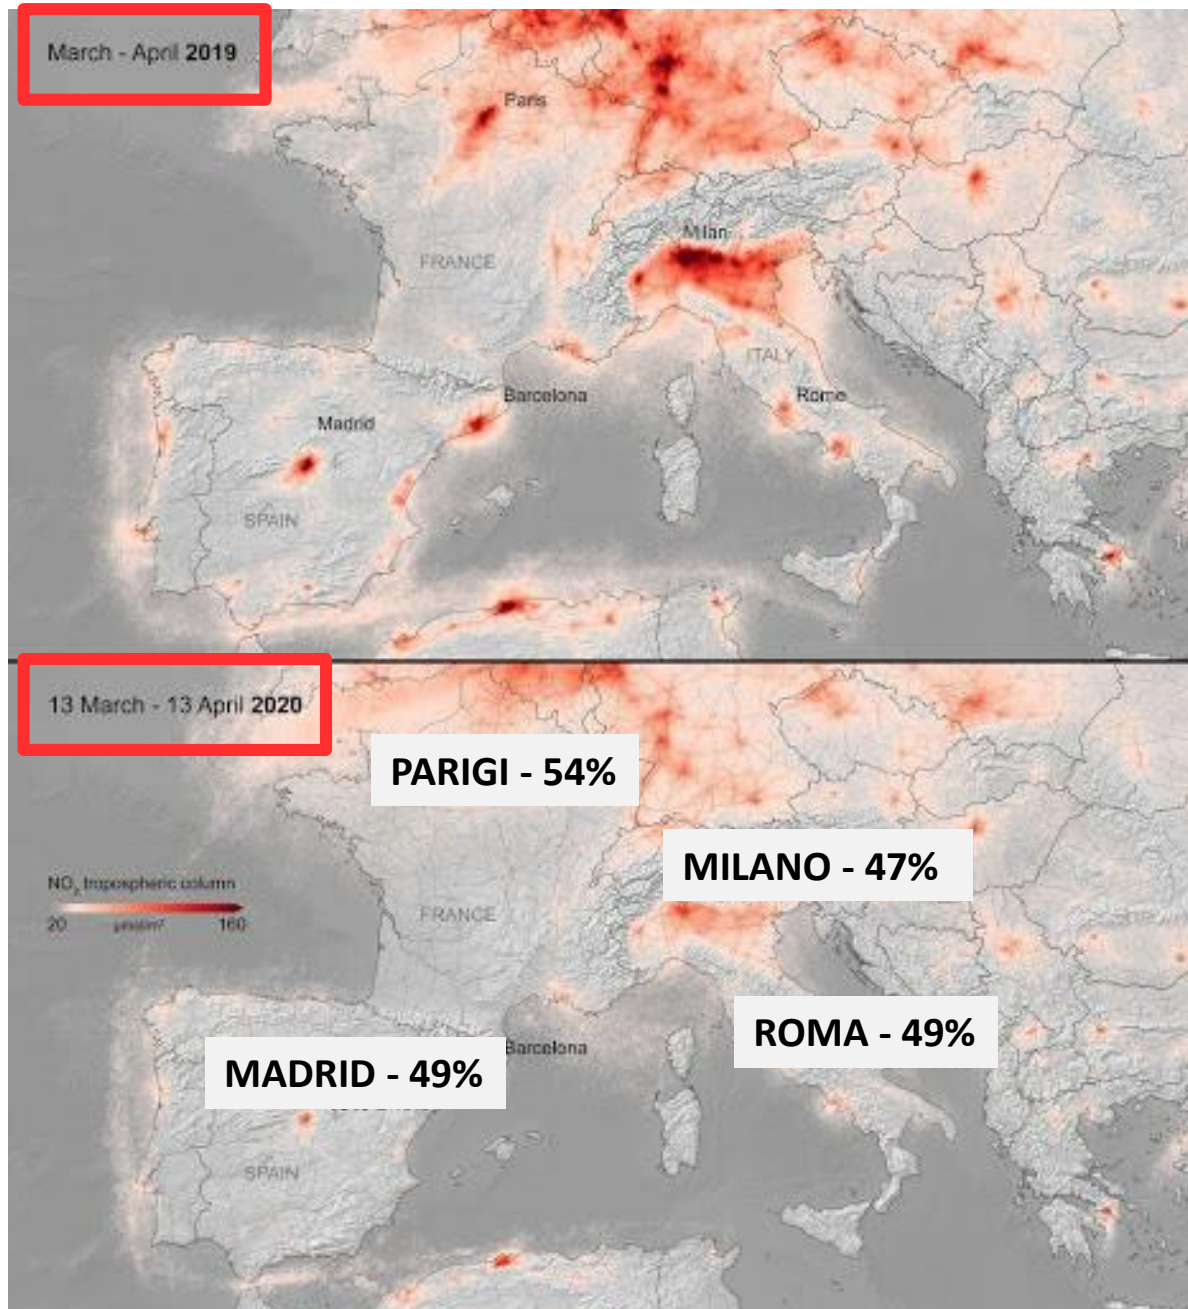 March - April 2019
Paris
Milan
FRANCE
ITALY
Barcelona
Rome
Madrid
SPAIN
13 March - 13 April 2020
PARIGI - 54%
MILANO - 47%
NO₂ tropospheric column
20 160
FRANCE
ROMA - 49%
Barcelona
MADRID - 49%
SPAIN